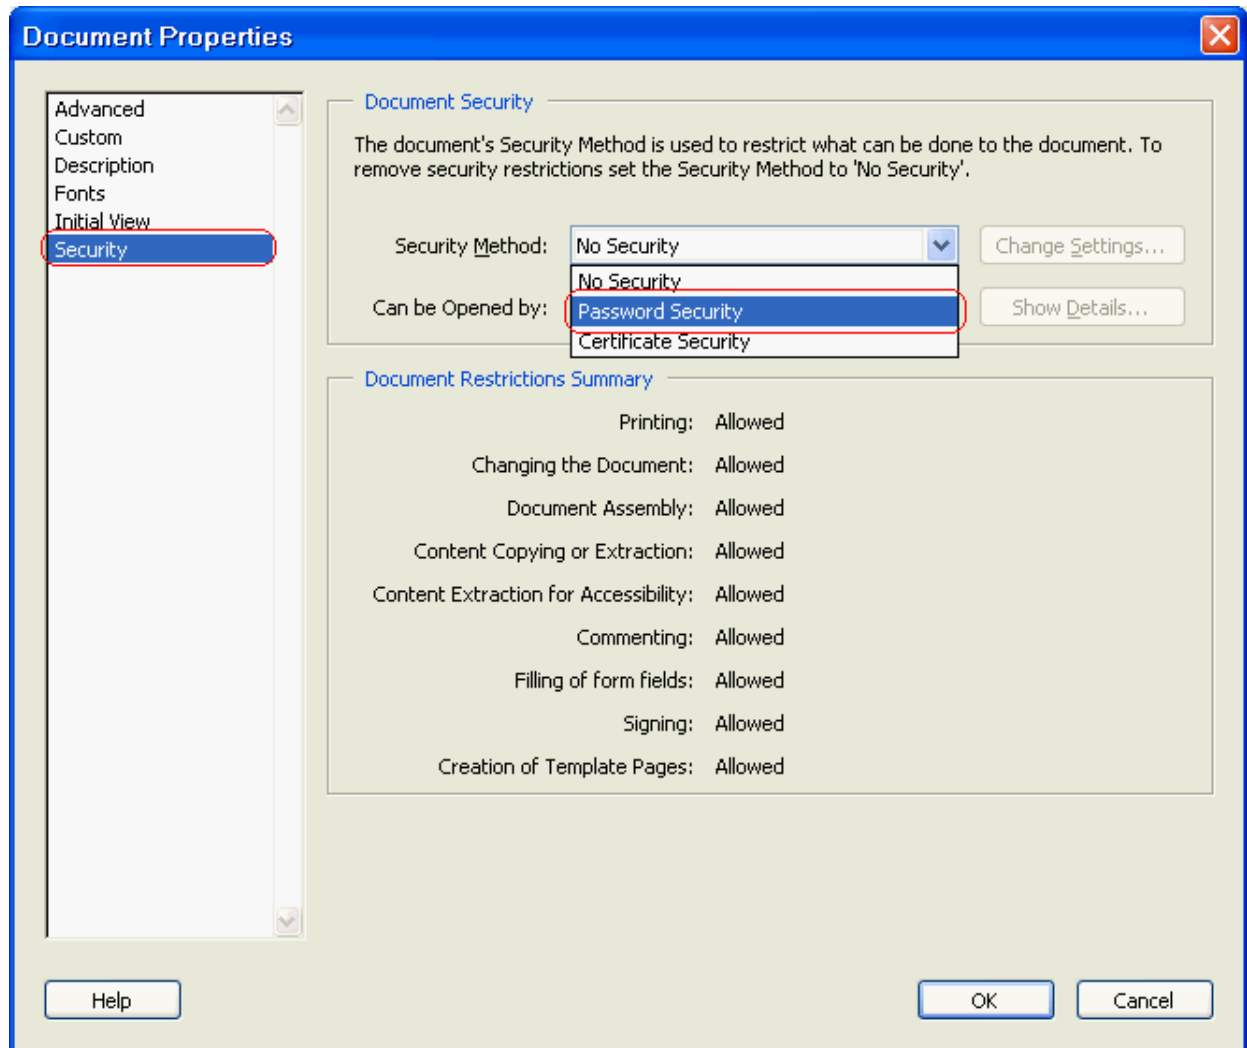 Document Properties
Advanced
Custom
Description
Fonts
Initial View
Security
Document Security
The document's Security Method is used to restrict what can be done to the document. To
remove security restrictions set the Security Method to 'No Security'.
Security Method: No Security Change Settings...
No Security
Can be Opened by: Password Security Show Details...
Certificate Security
Document Restrictions Summary
Printing: Allowed
Changing the Document: Allowed
Document Assembly: Allowed
Content Copying or Extraction: Allowed
Content Extraction for Accessibility: Allowed
Commenting: Allowed
Filling of form fields: Allowed
Signing: Allowed
Creation of Template Pages: Allowed
Help OK Cancel